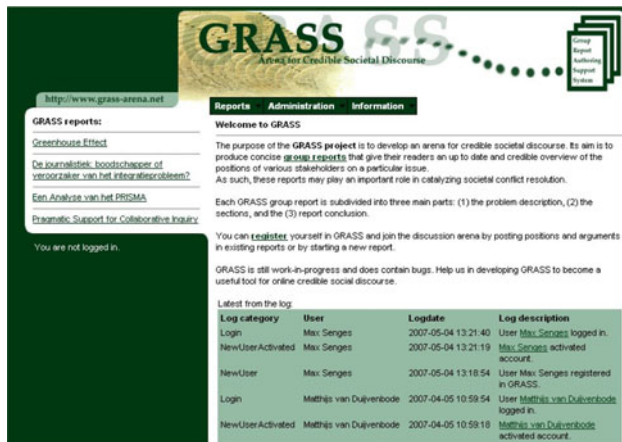 GRASS
Arena for Credible Societal Discourse
Group
Report
Authoring
Support
System
http://www.grass-arena.net
Reports Administration Information
GRASS reports:
Greenhouse Effect
De journalistiek: boodschapper of
veroorzaker van het integratieprobleem?
Een Analyse van het PRISMA
Pragmatic Support for Collaborative Inquiry
You are not logged in.
Welcome to GRASS
The purpose of the GRASS project is to develop an arena for credible societal discourse. Its aim is to
produce concise group reports that give their readers an up to date and credible overview of the
positions of various stakeholders on a particular issue.
As such, these reports may play an important role in catalyzing societal conflict resolution.
Each GRASS group report is subdivided into three main parts: (1) the problem description, (2) the
sections, and the (3) report conclusion.
You can register yourself in GRASS and join the discussion arena by posting positions and arguments
in existing reports or by starting a new report.
GRASS is still work-in-progress and does contain bugs. Help us in developing GRASS to become a
useful tool for online credible social discourse.
Latest from the log:
Log category User Logdate Log description
Login Max Senges 2007-05-04 13:21:40 User Max Senges logged in.
NewUserActivated Max Senges 2007-05-04 13:21:19 Max Senges activated
account.
NewUser Max Senges 2007-05-04 13:18:54 User Max Senges registered
in GRASS.
Login Matthijs van Duijvenbode 2007-04-05 10:59:54 User Matthijs van Duijvenbode
logged in.
NewUserActivated Matthijs van Duijvenbode 2007-04-05 10:59:18 Matthijs van Duijvenbode
activated account.